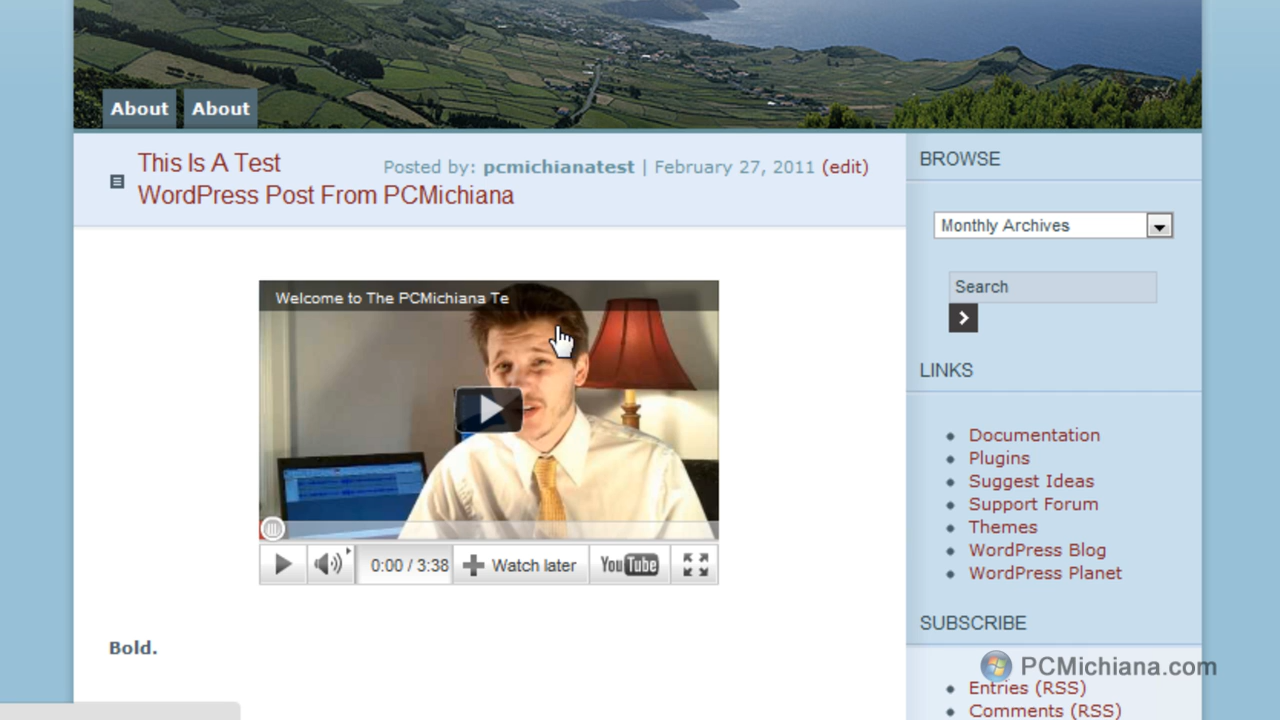 About
About
This Is A Test
Posted by: pcmichianatest | February 27, 2011 (edit)
WordPress Post From PCMichiana
BROWSE
Monthly Archives
Search
LINKS
Documentation
Plugins
Suggest Ideas
Support Forum
Themes
WordPress Blog
WordPress Planet
SUBSCRIBE
Entries (RSS)
Comments (RSS)
Welcome to The PCMichiana Te
0:00 / 3:38
Watch later
YouTube
Bold.
PCMichiana.com